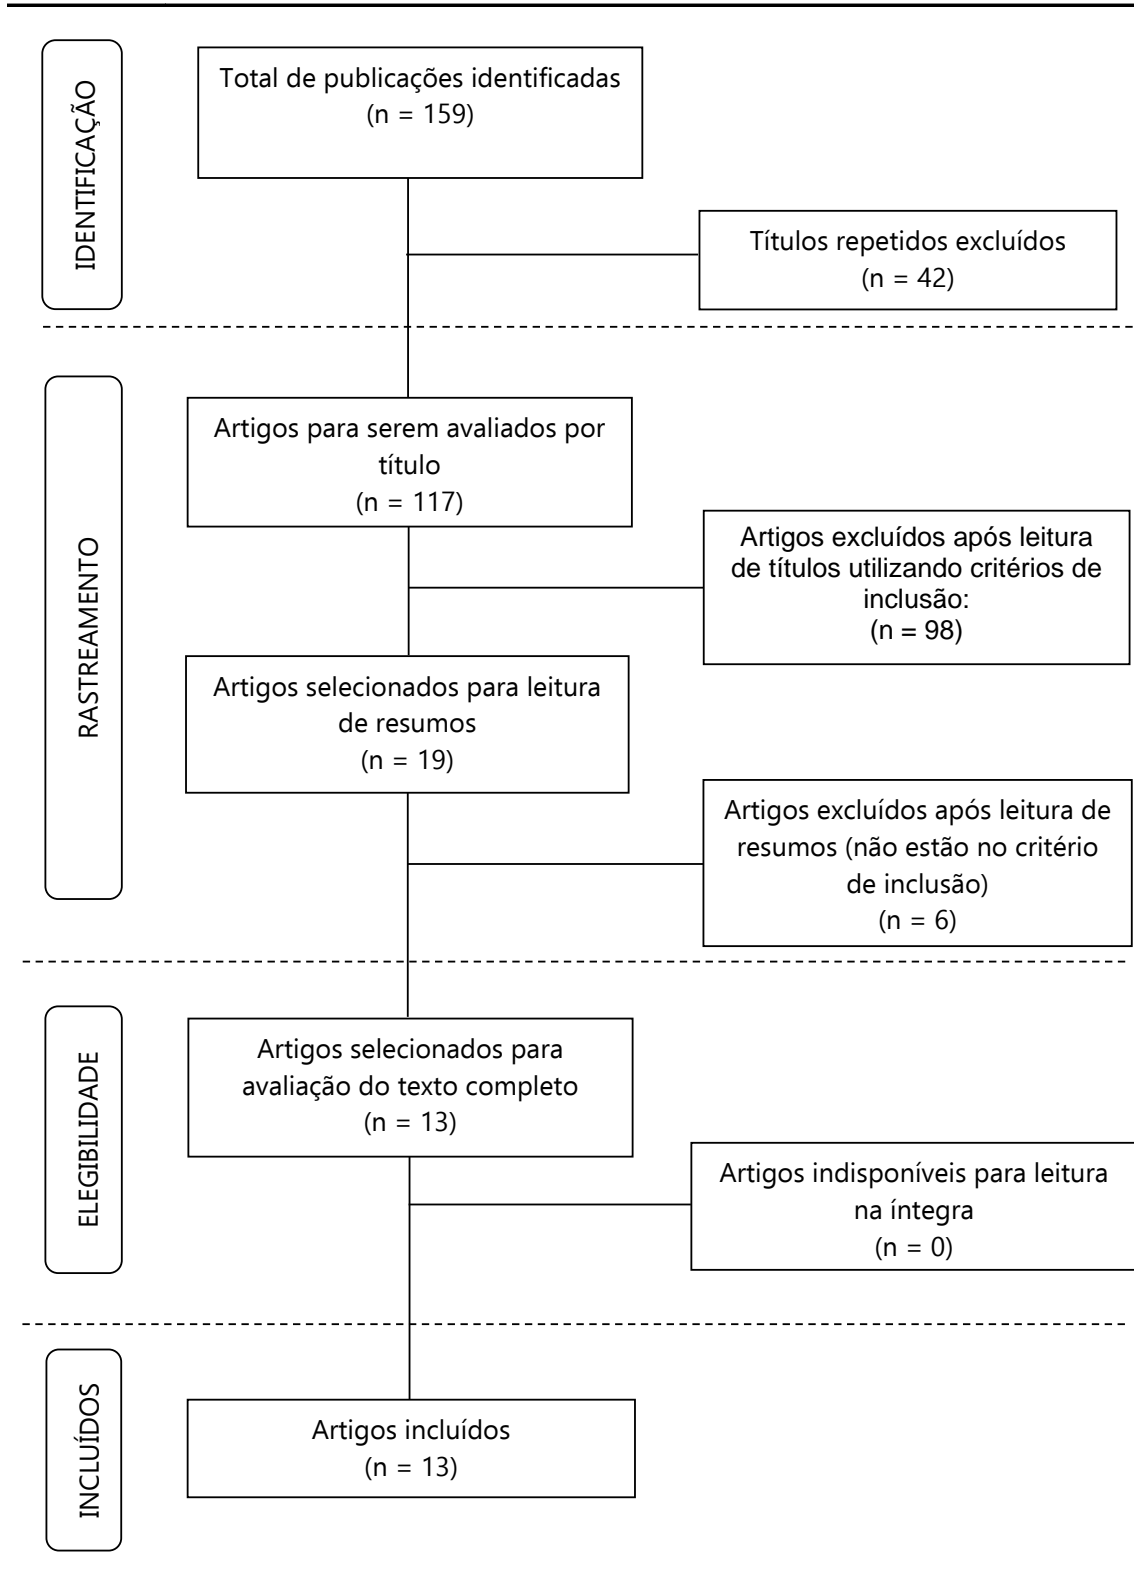 IDENTIFICAÇÃO
Total de publicações identificadas
(n = 159)
Títulos repetidos excluídos
(n = 42)
RASTREAMENTO
Artigos para serem avaliados por
título
(n = 117)
Artigos excluídos após leitura
de títulos utilizando critérios de
inclusão:
(n = 98)
Artigos selecionados para leitura
de resumos
(n = 19)
Artigos excluídos após leitura de
resumos (não estão no critério
de inclusão)
(n = 6)
ELEGIBILIDADE
Artigos selecionados para
avaliação do texto completo
(n = 13)
Artigos indisponíveis para leitura
na íntegra
(n = 0)
INCLUÍDOS
Artigos incluídos
(n = 13)